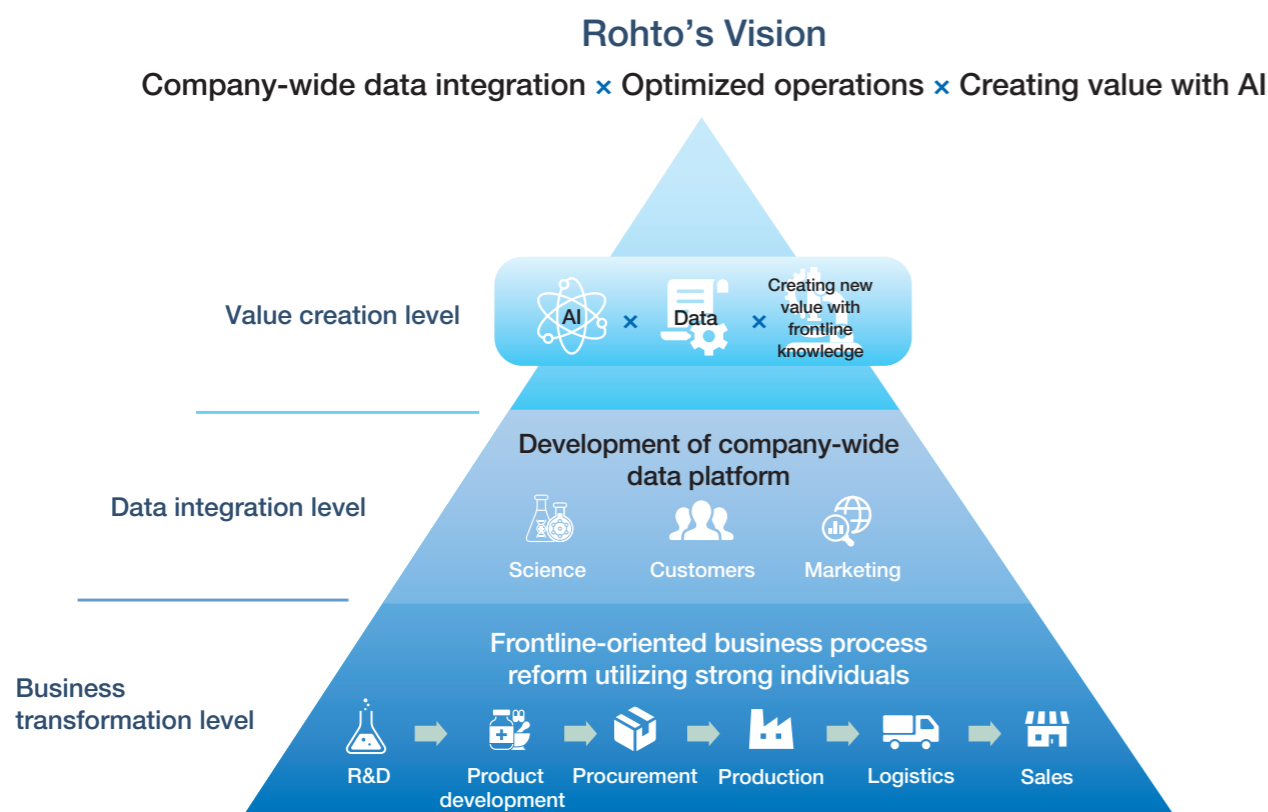 Rohto’s Vision
Company-wide data integration × Optimized operations × Creating value with AI
Value creation level
AI × Data ×
Creating new
value with
frontline
knowledge
Data integration level
Development of company-wide
data platform
Science Customers Marketing
Business
transformation level
Frontline-oriented business process
reform utilizing strong individuals
R&D
Product
development
Procurement
Production
Logistics
Sales